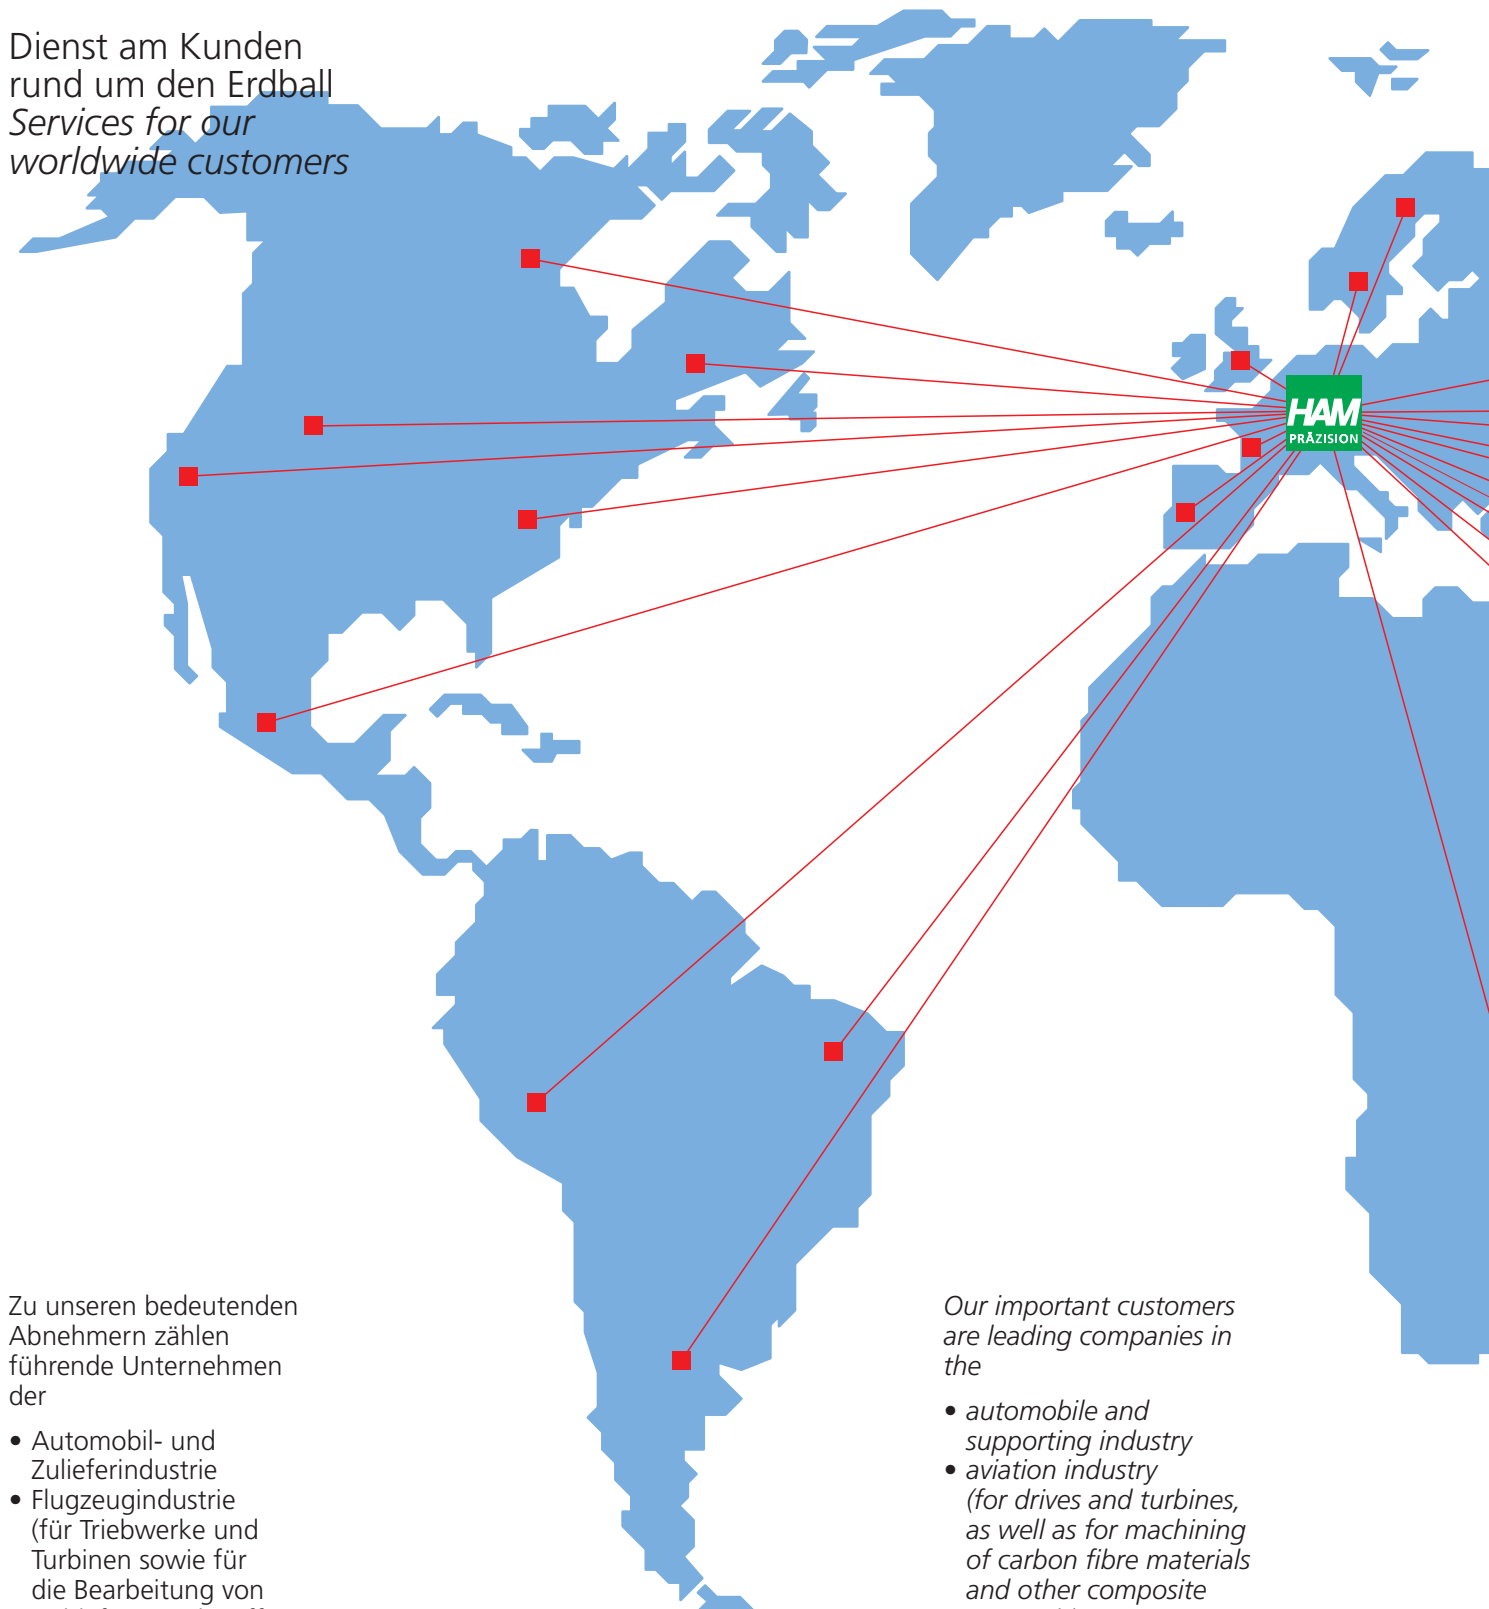 Dienst am Kunden
rund um den Erdball
Services for our
worldwide customers
HAM
PRÄZISION
Zu unseren bedeutenden
Abnehmern zählen
führende Unternehmen
der
• Automobil- und
Zulieferindustrie
• Flugzeugindustrie
(für Triebwerke und
Turbinen sowie für
die Bearbeitung von
Our important customers
are leading companies in
the
• automobile and
supporting industry
• aviation industry
(for drives and turbines,
as well as for machining
of carbon fibre materials
and other composite